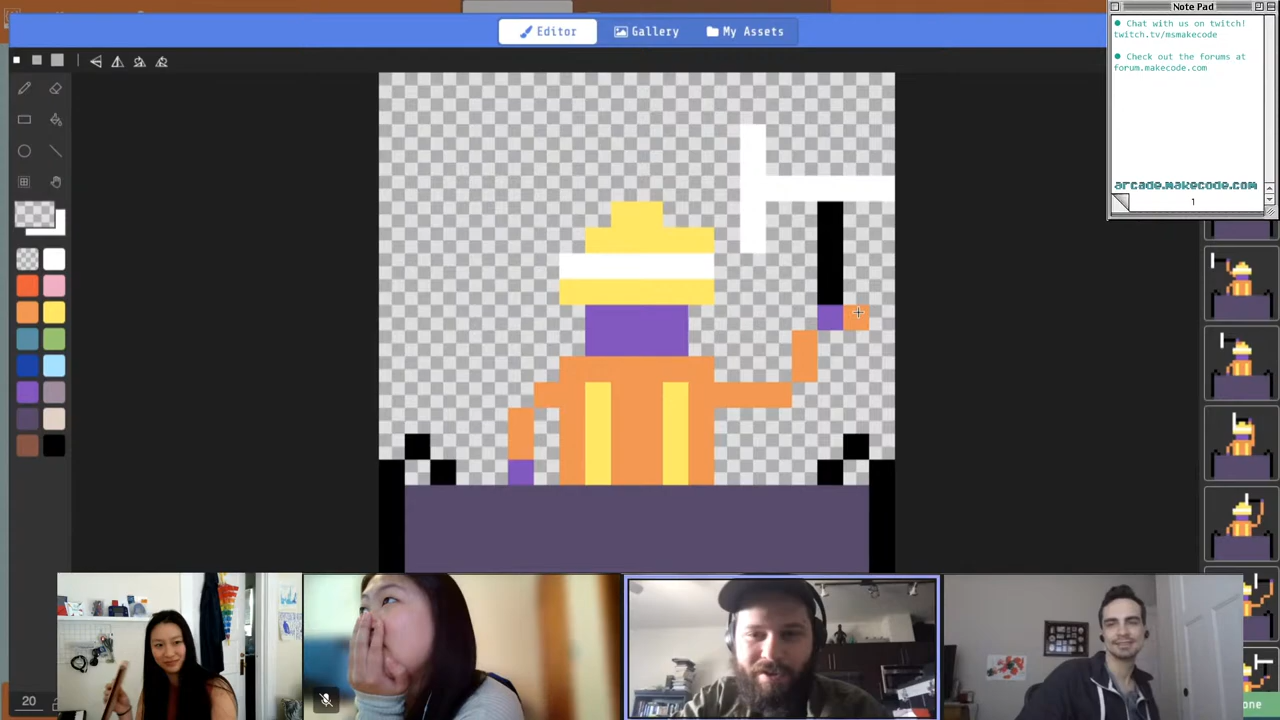 Editor
Gallery
My Assets
Note Pad
Chat with us on twitch!
twitch.tv/msmakecode
Check out the forums at
forum.makecode.com
arcade.makecode.com
1
20